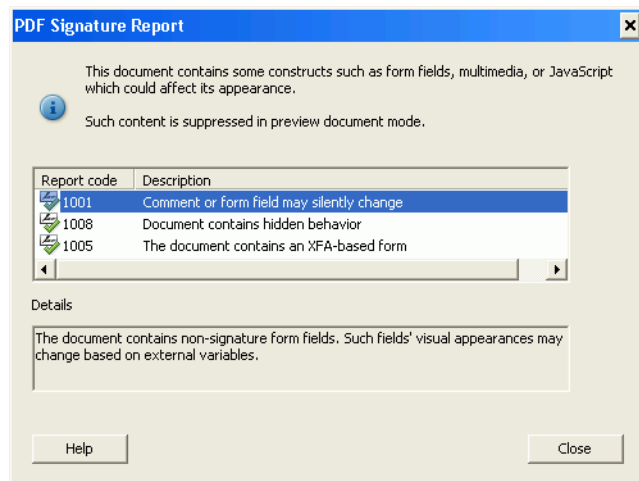 PDF Signature Report
This document contains some constructs such as form fields, multimedia, or JavaScript
which could affect its appearance.
Such content is suppressed in preview document mode.
Report code Description
1001 Comment or form field may silently change
1008 Document contains hidden behavior
1005 The document contains an XFA-based form
Details
The document contains non-signature form fields. Such fields' visual appearances may
change based on external variables.
Help Close